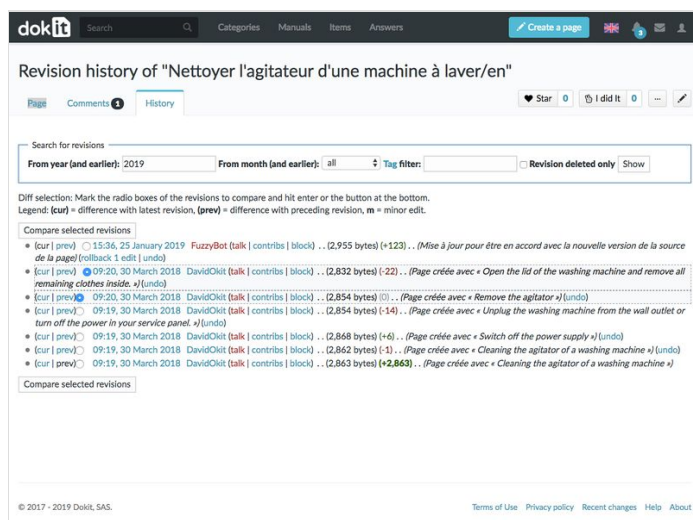 dokit Search Categories Manuals Items Answers Create a page 3
Revision history of "Nettoyer l'agitateur d'une machine à laver/en"
Page Comments 1 History Star 0 I did It 0 ...
Search for revisions
From year (and earlier): 2019 From month (and earlier): all Tag filter: Revision deleted only Show
Diff selection: Mark the radio boxes of the revisions to compare and hit enter or the button at the bottom.
Legend: (cur) = difference with latest revision, (prev) = difference with preceding revision, m = minor edit.
Compare selected revisions
(cur | prev) 15:36, 25 January 2019 FuzzyBot (talk | contribs | block) . . (2,955 bytes) (+123) . . (Mise à jour pour être en accord avec la nouvelle version de la source
de la page) (rollback 1 edit | undo)
(cur | prev) 09:20, 30 March 2018 DavidOkit (talk | contribs | block) . . (2,832 bytes) (-22) . . (Page créée avec « Open the lid of the washing machine and remove all
remaining clothes inside. ») (undo)
(cur | prev) 09:20, 30 March 2018 DavidOkit (talk | contribs | block) . . (2,854 bytes) (0) . . (Page créée avec « Remove the agitator ») (undo)
(cur | prev) 09:19, 30 March 2018 DavidOkit (talk | contribs | block) . . (2,854 bytes) (-14) . . (Page créée avec « Unplug the washing machine from the wall outlet or
turn off the power in your service panel. ») (undo)
(cur | prev) 09:19, 30 March 2018 DavidOkit (talk | contribs | block) . . (2,868 bytes) (+6) . . (Page créée avec « Switch off the power supply ») (undo)
(cur | prev) 09:19, 30 March 2018 DavidOkit (talk | contribs | block) . . (2,862 bytes) (-1) . . (Page créée avec « Cleaning the agitator of a washing machine ») (undo)
(cur | prev) 09:19, 30 March 2018 DavidOkit (talk | contribs | block) . . (2,863 bytes) (+2,863) . . (Page créée avec « Cleaning the agitator of a washing machine »)
Compare selected revisions
© 2017 - 2019 Dokit, SAS. Terms of Use Privacy policy Recent changes Help About